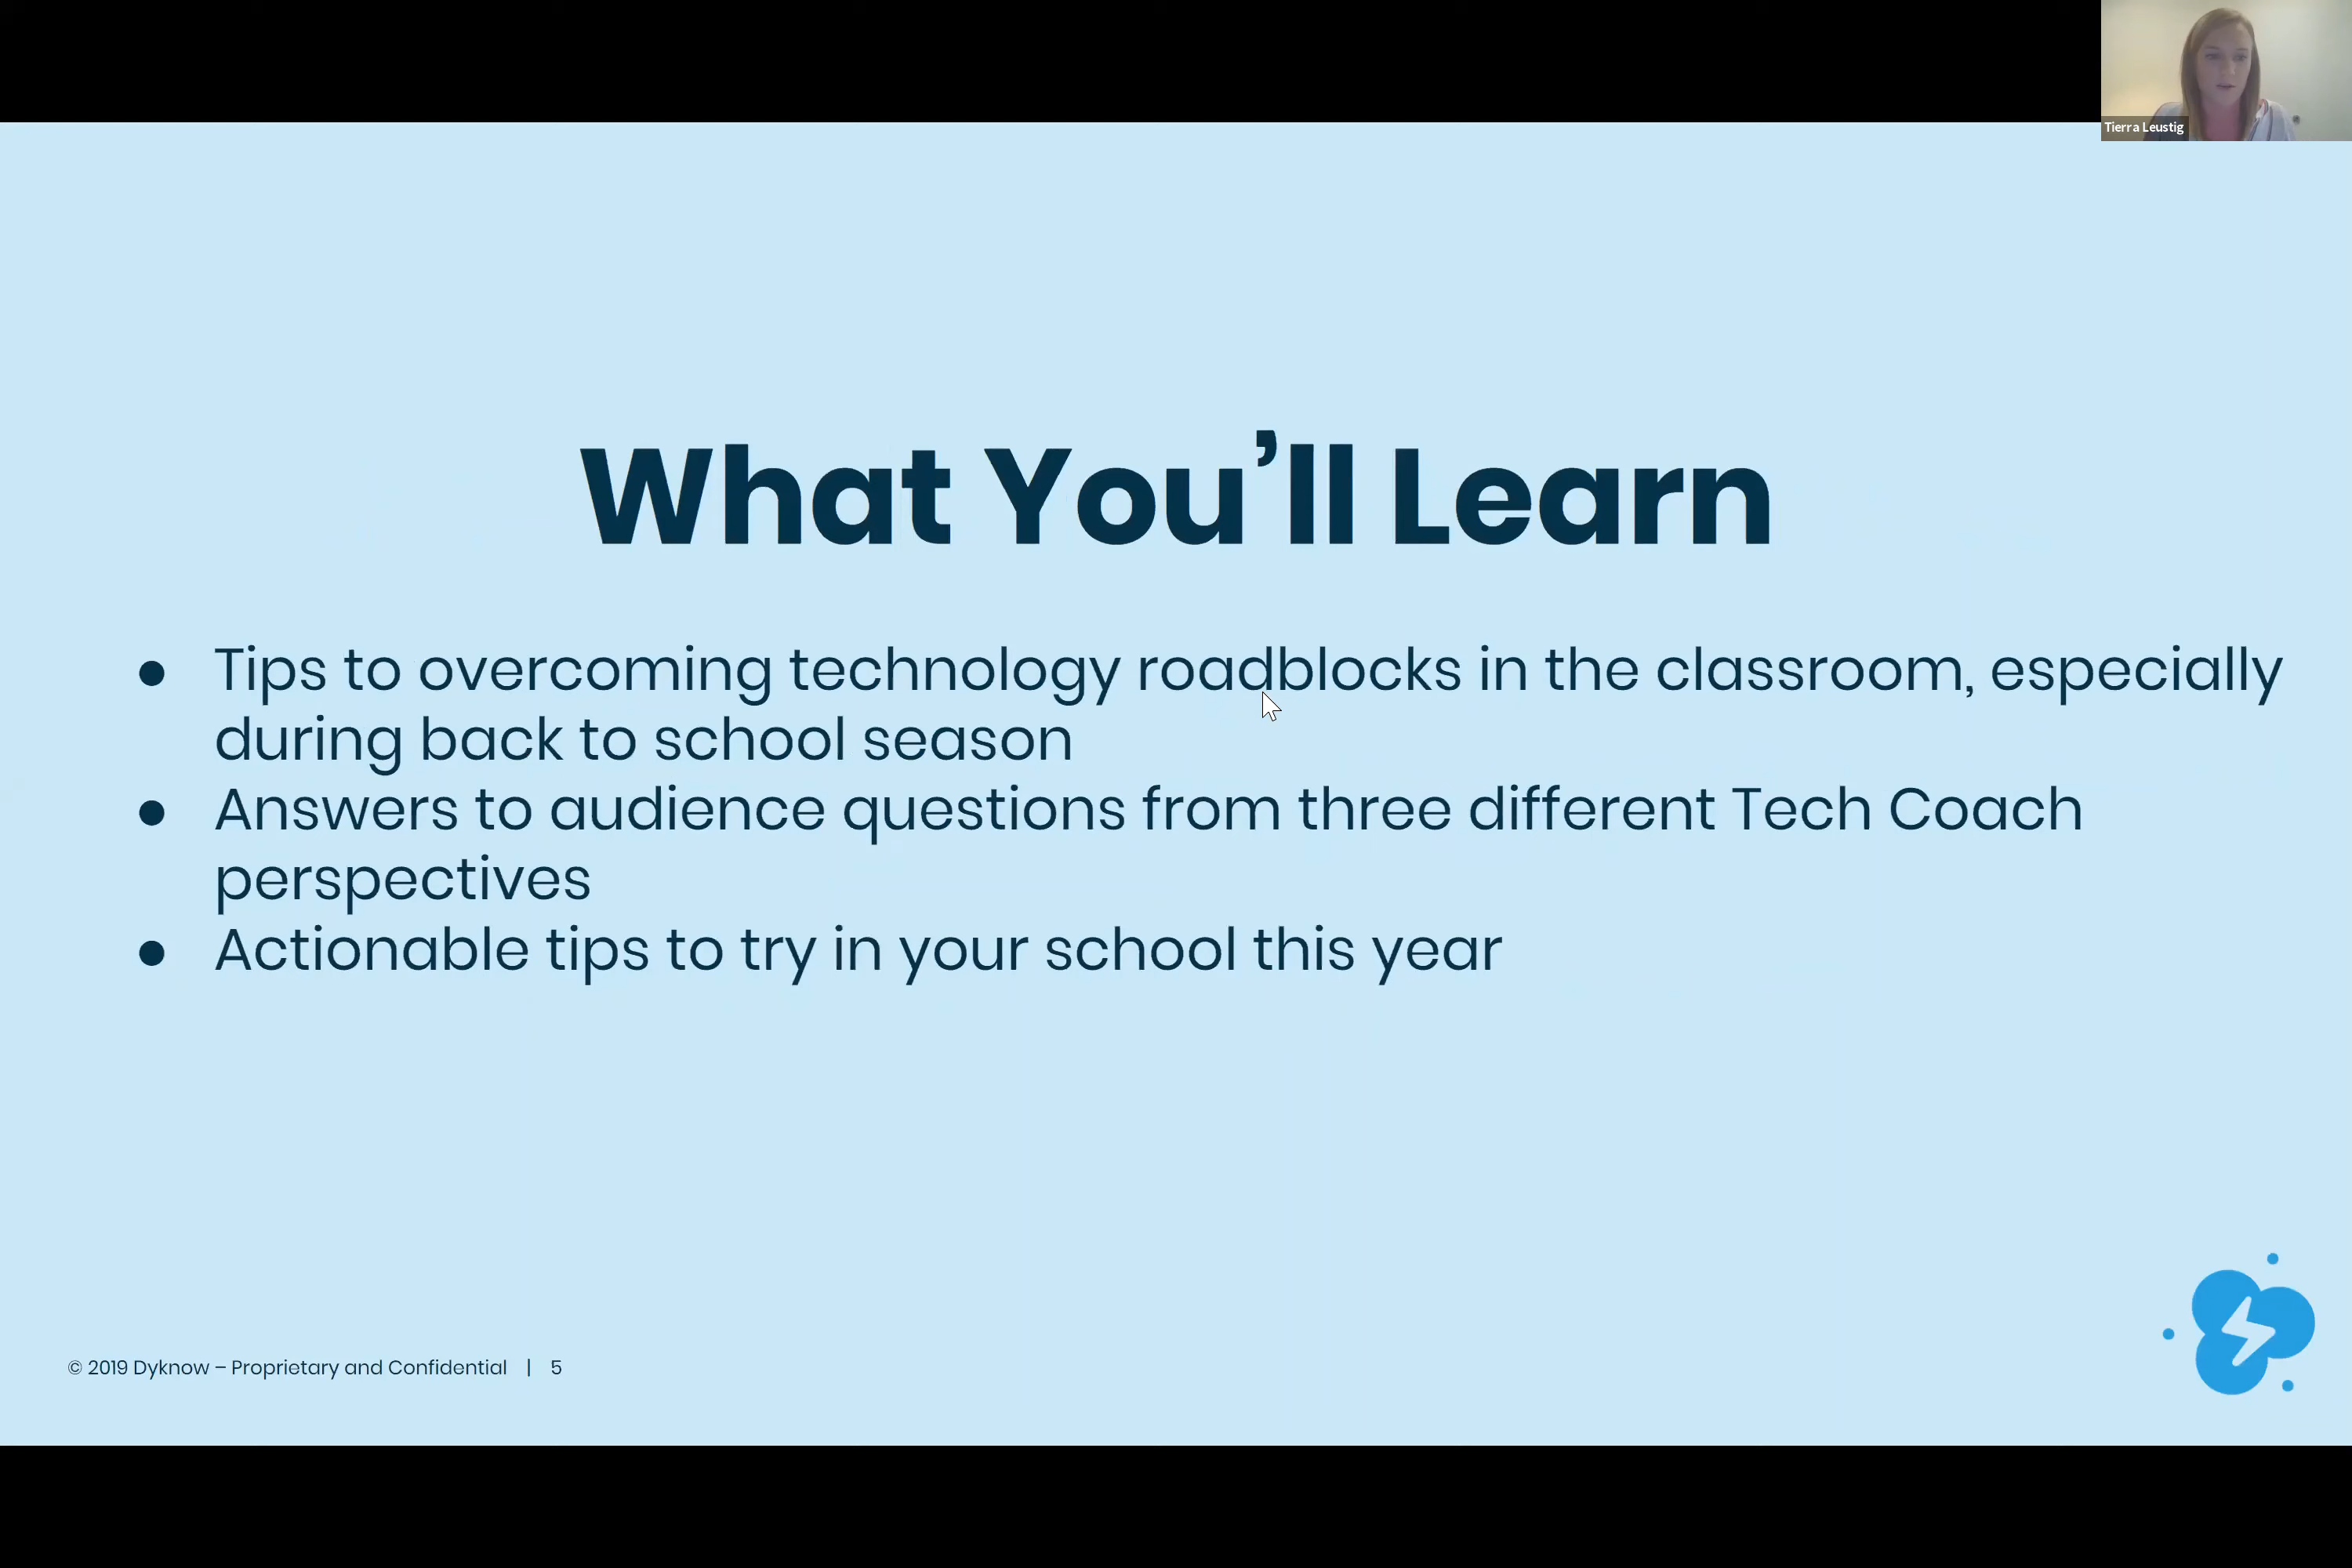 Tierra Leustig
What You’ll Learn
● Tips to overcoming technology roadblocks in the classroom, especially
during back to school season
● Answers to audience questions from three different Tech Coach
perspectives
● Actionable tips to try in your school this year
© 2019 Dyknow – Proprietary and Confidential | 5